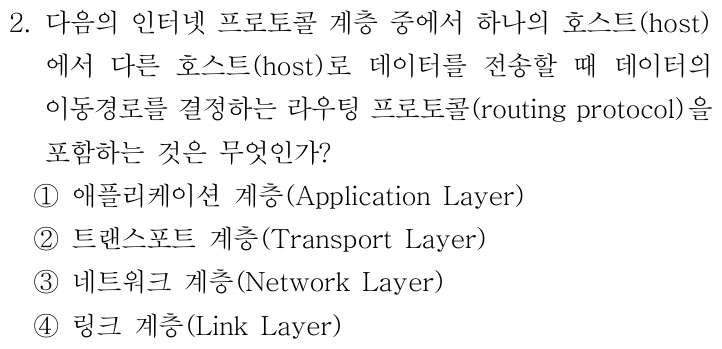 2. 다음의 인터넷 프로토콜 계층 중에서 하나의 호스트(host)
에서 다른 호스트(host)로 데이터를 전송할 때 데이터의
이동경로를 결정하는 라우팅 프로토콜(routing protocol)을
포함하는 것은 무엇인가?
① 애플리케이션 계층(Application Layer)
② 트랜스포트 계층(Transport Layer)
③ 네트워크 계층(Network Layer)
④ 링크 계층(Link Layer)